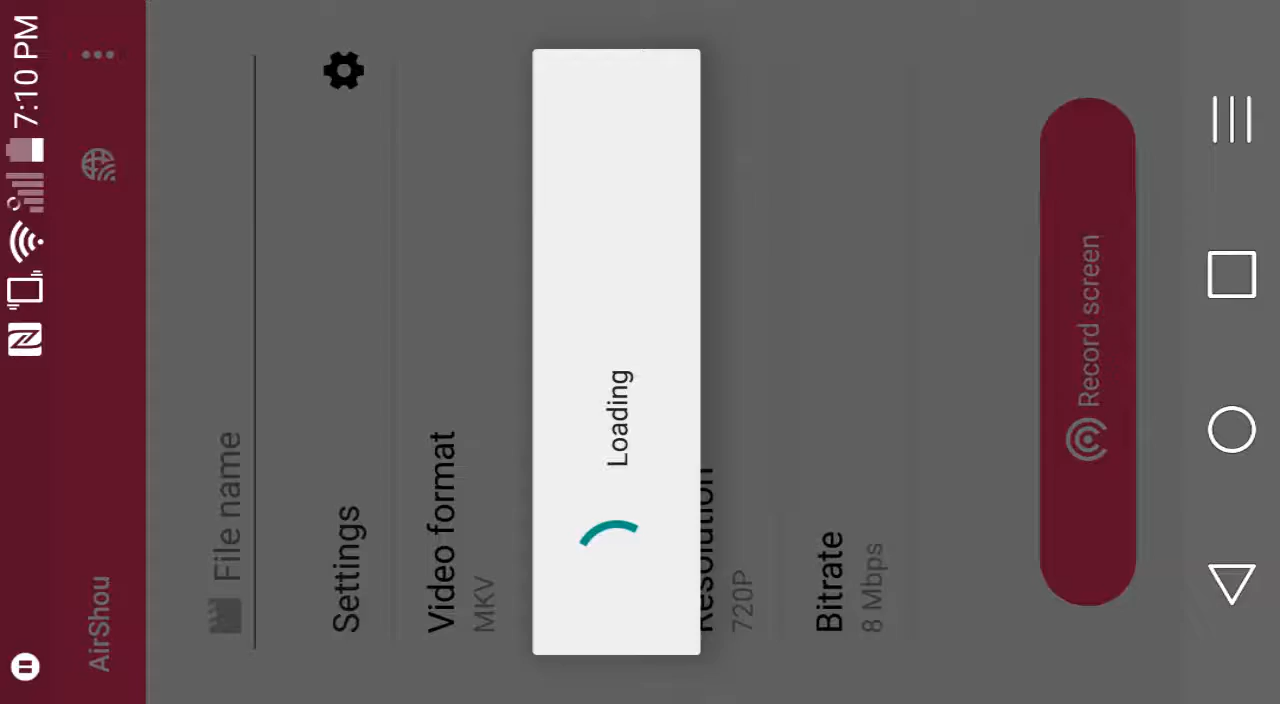 7:10 PM
AirShou
File name
Settings
Video format
MKV
Loading
Resolution
720P
Bitrate
8 Mbps
Record screen